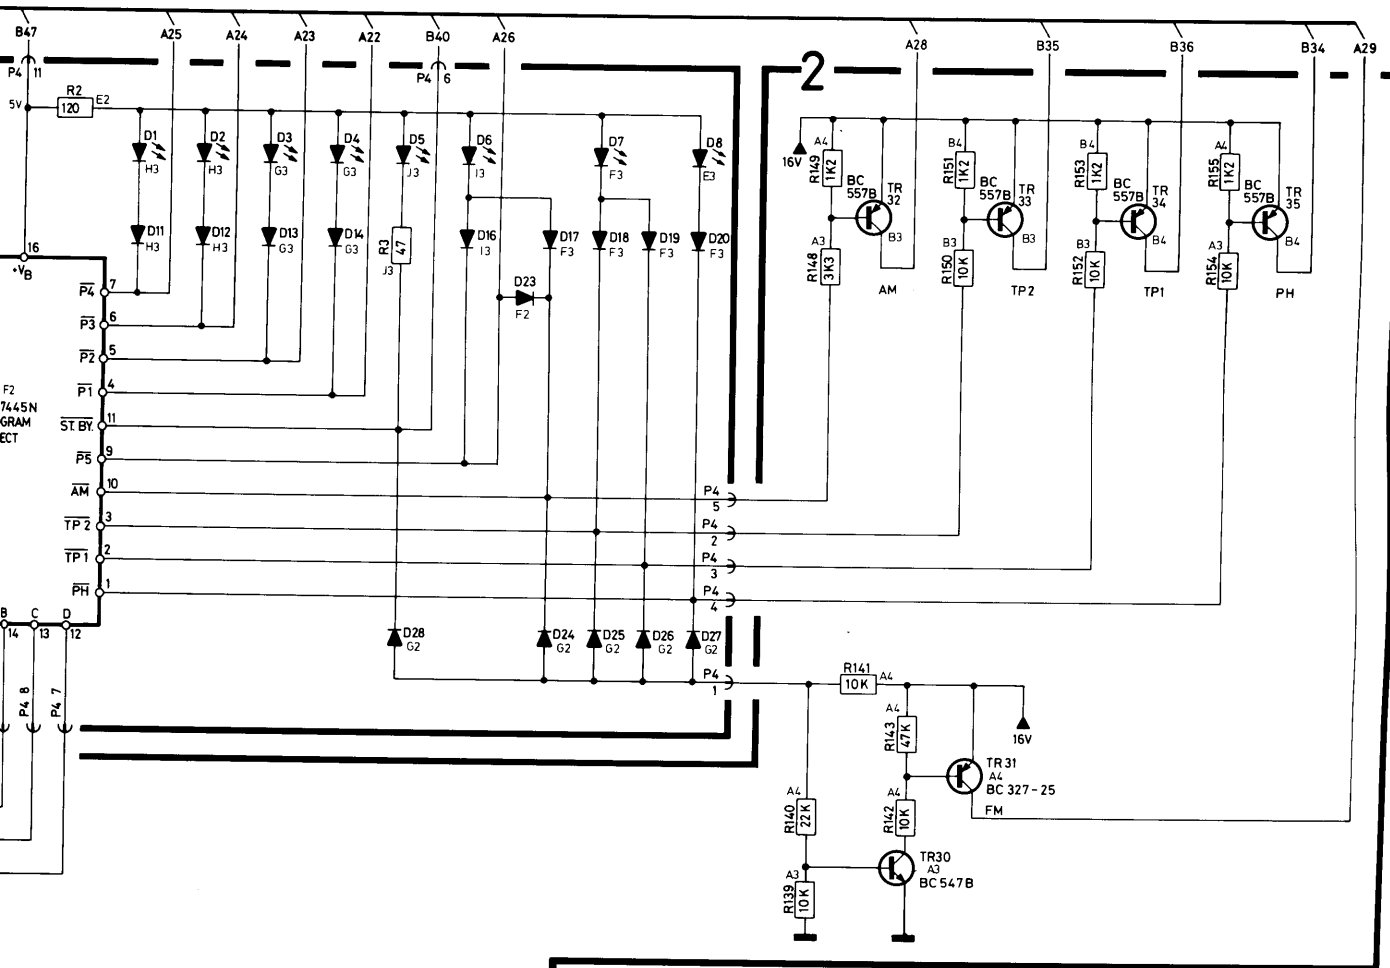 B47 A25 A24 A23 A22 B40 A26 A28 B35 B36 B34 A29
P4 11 P4 6 2
5V R2 120 E2
D1 H3 D2 H3 D3 G3 D4 G3 D5 J3 D6 I3 D7 F3 D8 E3
16V
A4 R149 1K2 BC 557B TR 32 B3
B4 R151 1K2 BC 557B TR 33 B3
B4 R153 1K2 BC 557B TR 34 B4
A4 R155 1K2 BC 557B TR 35 B4
D11 H3 D12 H3 D13 G3 D14 G3 R3 47 J3 D16 I3 D17 F3 D18 F3 D19 F3 D20 F3
A3 R148 3K3 AM
B3 R150 10K TP2
B3 R152 10K TP1
A3 R154 10K PH
D23 F2
16
+VB
P4 7
P3 6
P2 5
P1 4
ST. BY. 11
P5 9
AM 10
TP2 3
TP1 2
PH 1
F2
7445N
GRAM
ECT
P4 5
P4 2
P4 3
P4 4
B C D
14 13 12
P4 8 P4 7
D28 G2 D24 G2 D25 G2 D26 G2 D27 G2
P4 1
R141 10K A4
A4 R143 47K
16V
TR31
A4
BC 327-25
FM
A4 R140 22K
A4 R142 10K
TR30
A3
BC547B
A3 R139 10K